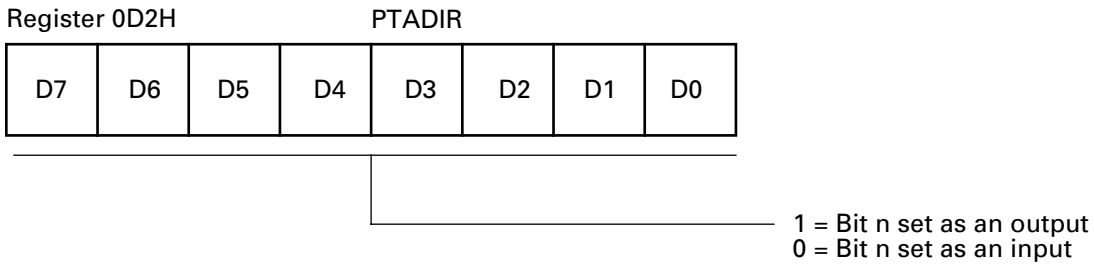 Register 0D2H PTADIR
D7 D6 D5 D4 D3 D2 D1 D0
1 = Bit n set as an output
0 = Bit n set as an input